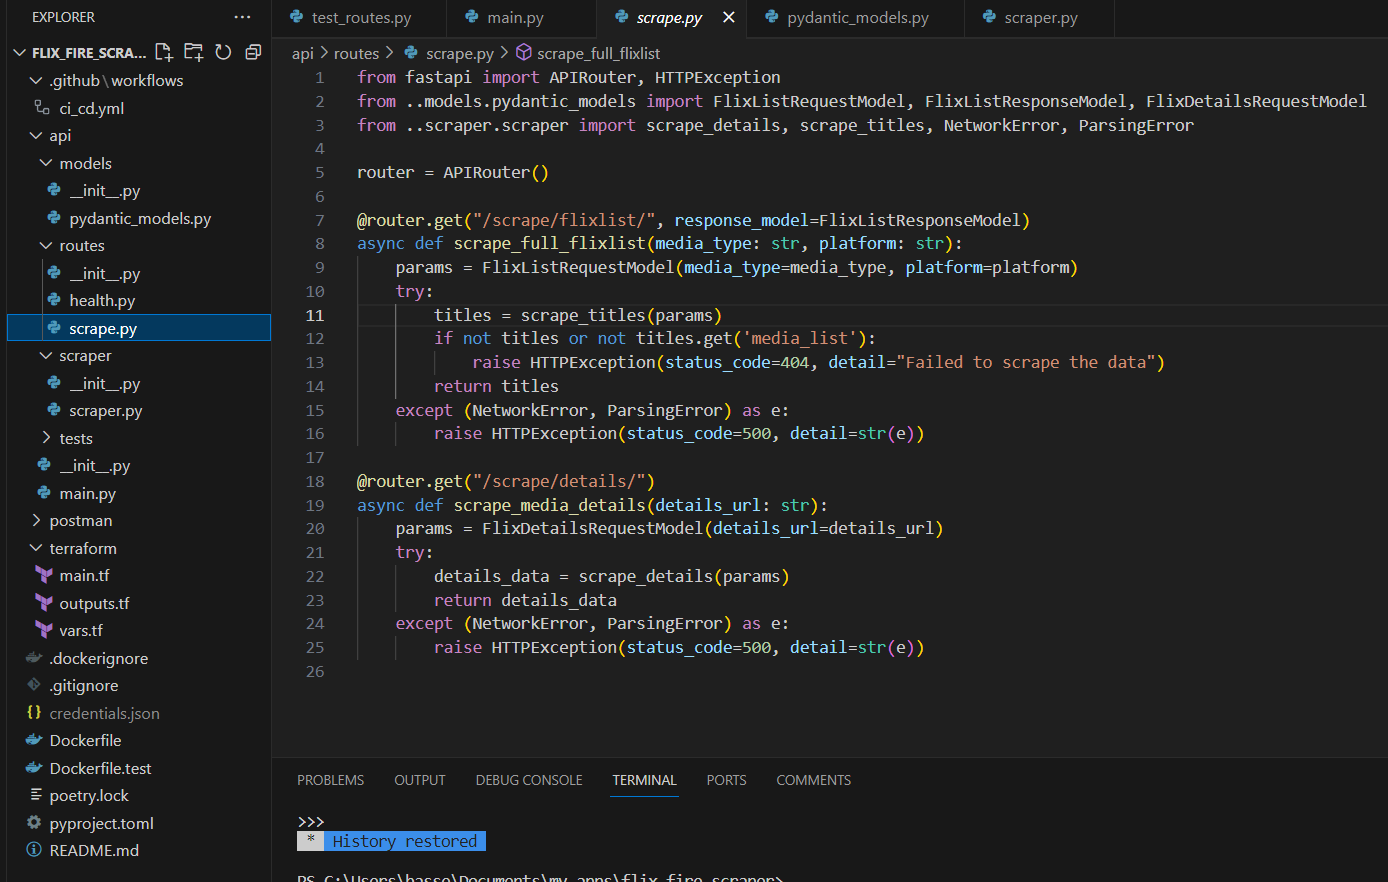 EXPLORER
FLIX_FIRE_SCRA...
.github\workflows
ci_cd.yml
api
models
__init__.py
pydantic_models.py
routes
__init__.py
health.py
scrape.py
scraper
__init__.py
scraper.py
tests
__init__.py
main.py
postman
terraform
main.tf
outputs.tf
vars.tf
.dockerignore
.gitignore
credentials.json
Dockerfile
Dockerfile.test
poetry.lock
pyproject.toml
README.md
test_routes.py main.py scrape.py pydantic_models.py scraper.py
api > routes > scrape.py > scrape_full_flixlist
1 from fastapi import APIRouter, HTTPException
2 from ..models.pydantic_models import FlixListRequestModel, FlixListResponseModel, FlixDetailsRequestModel
3 from ..scraper.scraper import scrape_details, scrape_titles, NetworkError, ParsingError
4
5 router = APIRouter()
6
7 @router.get("/scrape/flixlist/", response_model=FlixListResponseModel)
8 async def scrape_full_flixlist(media_type: str, platform: str):
9     params = FlixListRequestModel(media_type=media_type, platform=platform)
10     try:
11         titles = scrape_titles(params)
12         if not titles or not titles.get('media_list'):
13             raise HTTPException(status_code=404, detail="Failed to scrape the data")
14         return titles
15     except (NetworkError, ParsingError) as e:
16         raise HTTPException(status_code=500, detail=str(e))
17
18 @router.get("/scrape/details/")
19 async def scrape_media_details(details_url: str):
20     params = FlixDetailsRequestModel(details_url=details_url)
21     try:
22         details_data = scrape_details(params)
23         return details_data
24     except (NetworkError, ParsingError) as e:
25         raise HTTPException(status_code=500, detail=str(e))
26
PROBLEMS OUTPUT DEBUG CONSOLE TERMINAL PORTS COMMENTS
>>>
* History restored
PS C:\Users\basse\Documents\my_apps\flix_fire_scraper>